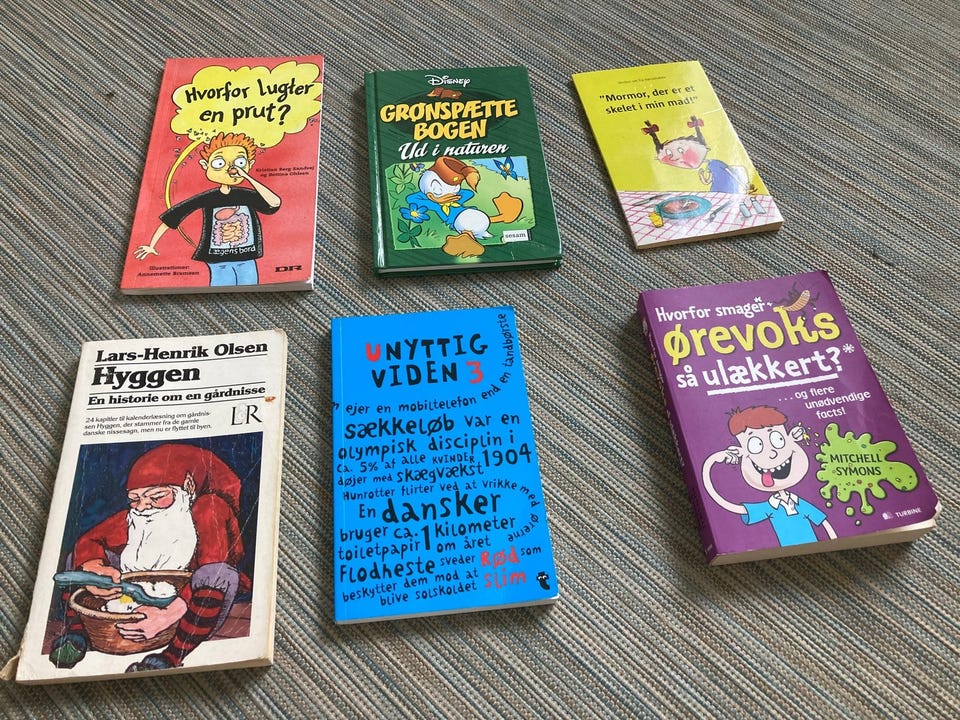 Hvorfor Lugter
en prut?
Kristian Berg Sandvej
og Bettina Ohlsen
Lægens bord
Illustrationer:
Annemette Bramsen
DR
Disney
GRØNSPÆTTE
BOGEN
Ud i naturen
sesam
"Mormor, der er et
skelet i min mad!"
Lars-Henrik Olsen
Hyggen
En historie om en gårdnisse
24 kapitler til kalenderlæsning om gårdnis-
sen Hyggen, der stammer fra de gamle
danske nissesagn, men nu er flyttet til byen.
L&R
UNYTTIG
VIDEN 3
ejer en mobiltelefon end en tandbørste
sækkeløb var en
olympisk disciplin i
ca. 5% af alle KVINDER 1904
døjer med skægvækst
Hunrotter flirter ved at vrikke med ørerne
En dansker
bruger ca. 1 kilometer
toiletpapir om året
Flodheste sveder RØD som
beskytter dem mod at slim
blive solskoldet
Hvorfor smager
ørevoks
så ulækkert?*
...og flere
unødvendige
facts!
MITCHELL
SYMONS
TURBINE